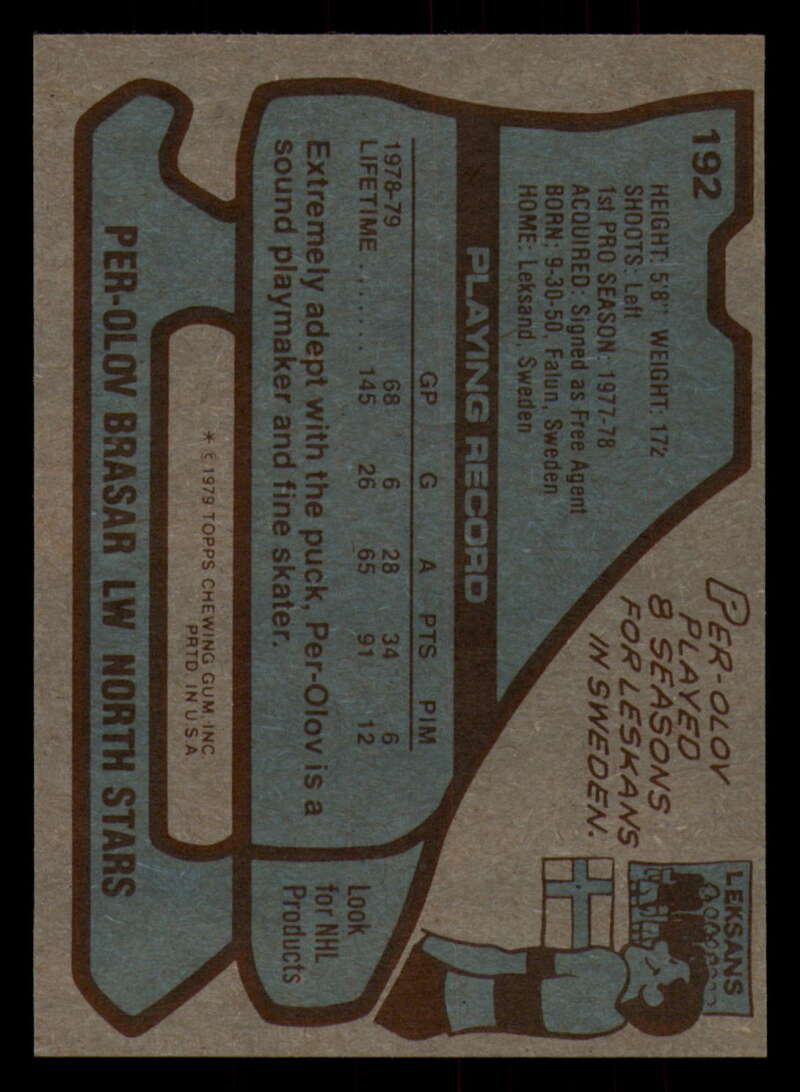 192
HEIGHT: 5'8" WEIGHT: 172
SHOOTS: Left
1st PRO SEASON: 1977-78
ACQUIRED: Signed as Free Agent
BORN: 9-30-50, Falun, Sweden
HOME: Leksand, Sweden
PER-OLOV
PLAYED
8 SEASONS
FOR LESKANS
IN SWEDEN.
LEKSANS
PLAYING RECORD
GP G A PTS PIM
1978-79 68 6 28 34 6
LIFETIME ....... 145 26 65 91 12
Extremely adept with the puck, Per-Olov is a
sound playmaker and fine skater.
Look
for NHL
Products
* © 1979 TOPPS CHEWING GUM, INC.
PRTD. IN U.S.A.
PER-OLOV BRASAR LW NORTH STARS